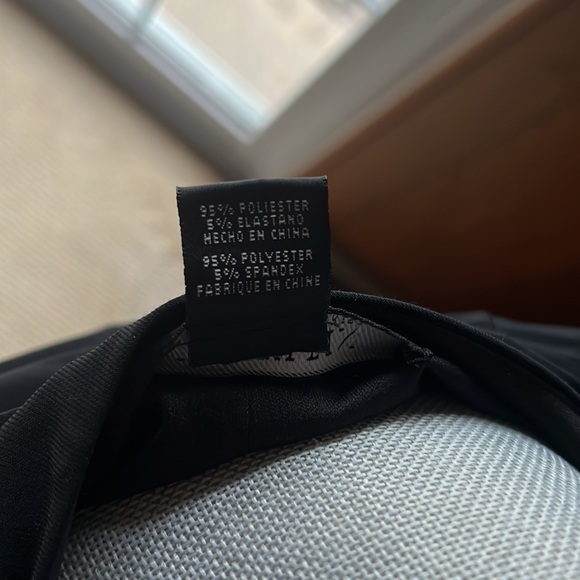 95% POLIESTER
5% ELASTANO
HECHO EN CHINA
95% POLYESTER
5% SPANDEX
FABRIQUE EN CHINE